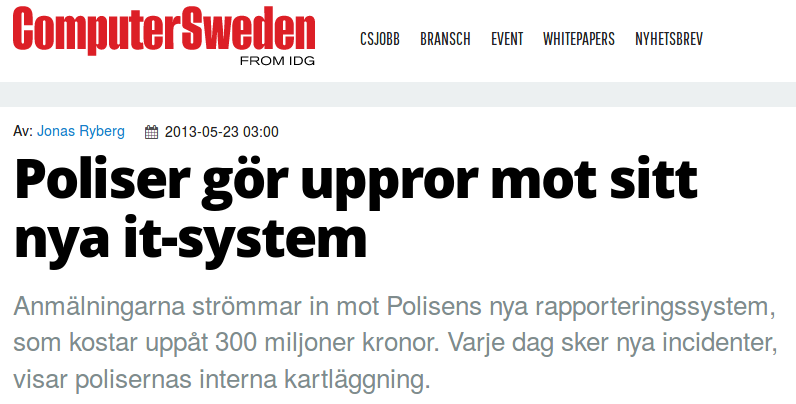 ComputerSweden
FROM IDG
CSJOBB BRANSCH EVENT WHITEPAPERS NYHETSBREV
Av: Jonas Ryberg 2013-05-23 03:00
Poliser gör uppror mot sitt
nya it-system
Anmälningarna strömmar in mot Polisens nya rapporteringssystem,
som kostar uppåt 300 miljoner kronor. Varje dag sker nya incidenter,
visar polisernas interna kartläggning.